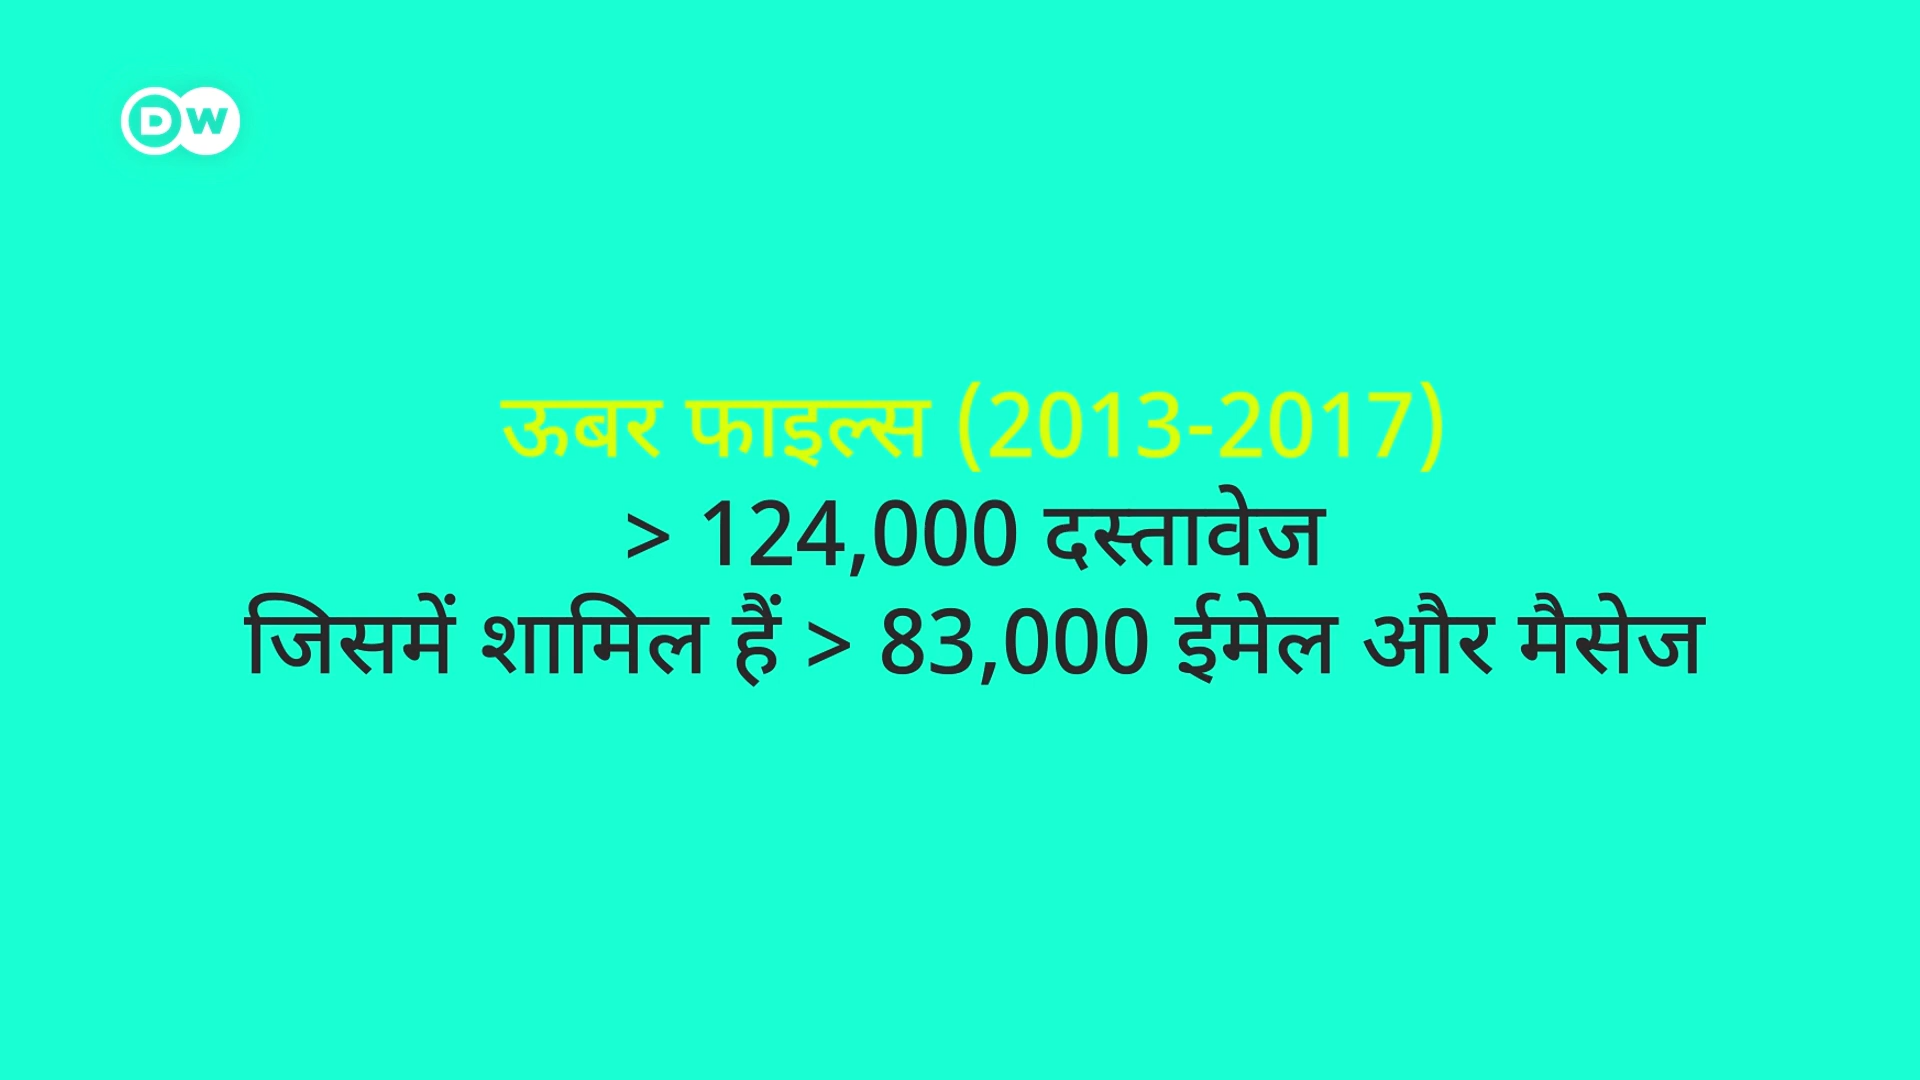 DW
ऊबर फाइल्स (2013-2017)
> 124,000 दस्तावेज
जिसमें शामिल हैं > 83,000 ईमेल और मैसेज